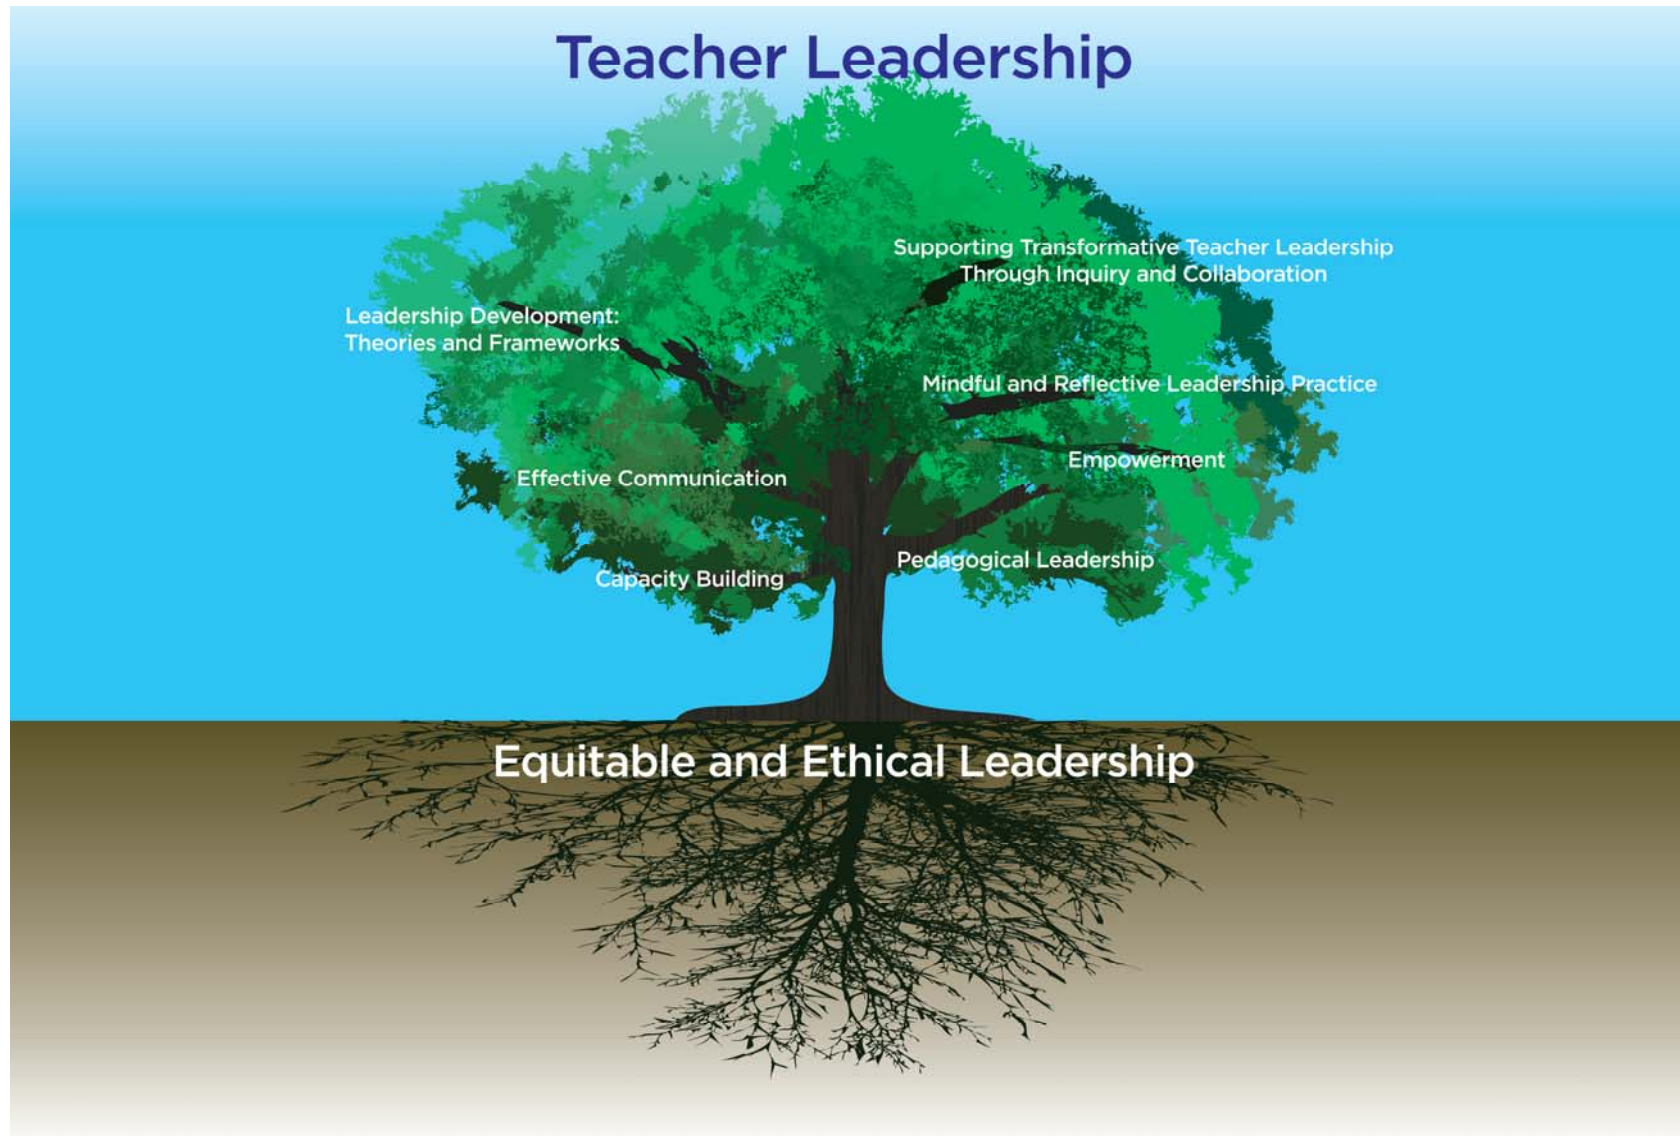 Teacher Leadership
Supporting Transformative Teacher Leadership
Through Inquiry and Collaboration
Leadership Development:
Theories and Frameworks
Mindful and Reflective Leadership Practice
Empowerment
Effective Communication
Pedagogical Leadership
Capacity Building
Equitable and Ethical Leadership